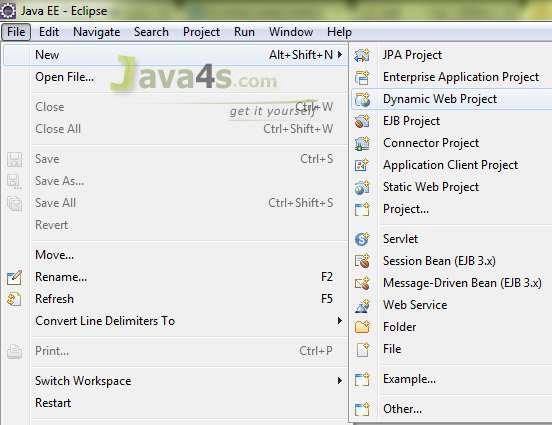 Java EE - Eclipse
File Edit Navigate Search Project Run Window Help
New Alt+Shift+N
Open File...
Close Ctrl+W
Close All Ctrl+Shift+W
Save Ctrl+S
Save As...
Save All Ctrl+Shift+S
Revert
Move...
Rename... F2
Refresh F5
Convert Line Delimiters To
Print... Ctrl+P
Switch Workspace
Restart
Java4s.com
get it yourself
JPA Project
Enterprise Application Project
Dynamic Web Project
EJB Project
Connector Project
Application Client Project
Static Web Project
Project...
Servlet
Session Bean (EJB 3.x)
Message-Driven Bean (EJB 3.x)
Web Service
Folder
File
Example...
Other...